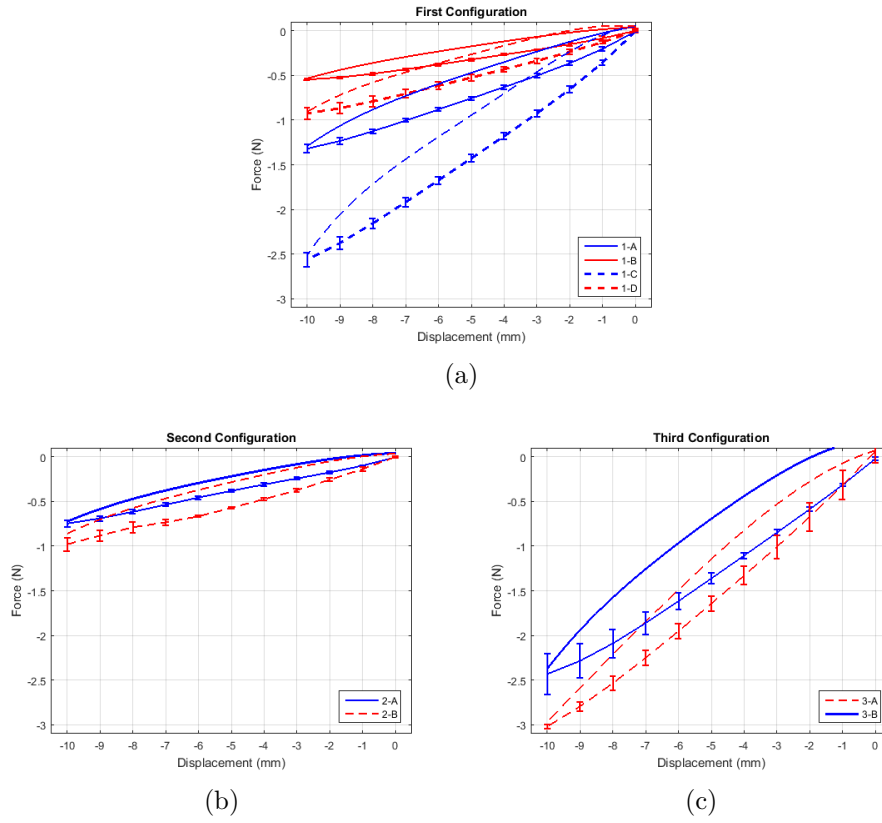 First Configuration
0
-0.5
-1
-1.5
-2
-2.5
-3
Force (N)
1-A
1-B
1-C
1-D
-10 -9 -8 -7 -6 -5 -4 -3 -2 -1 0
Displacement (mm)
(a)
Second Configuration
0
-0.5
-1
-1.5
-2
-2.5
-3
Force (N)
2-A
2-B
-10 -9 -8 -7 -6 -5 -4 -3 -2 -1 0
Displacement (mm)
(b)
Third Configuration
0
-0.5
-1
-1.5
-2
-2.5
-3
Force (N)
3-A
3-B
-10 -9 -8 -7 -6 -5 -4 -3 -2 -1 0
Displacement (mm)
(c)